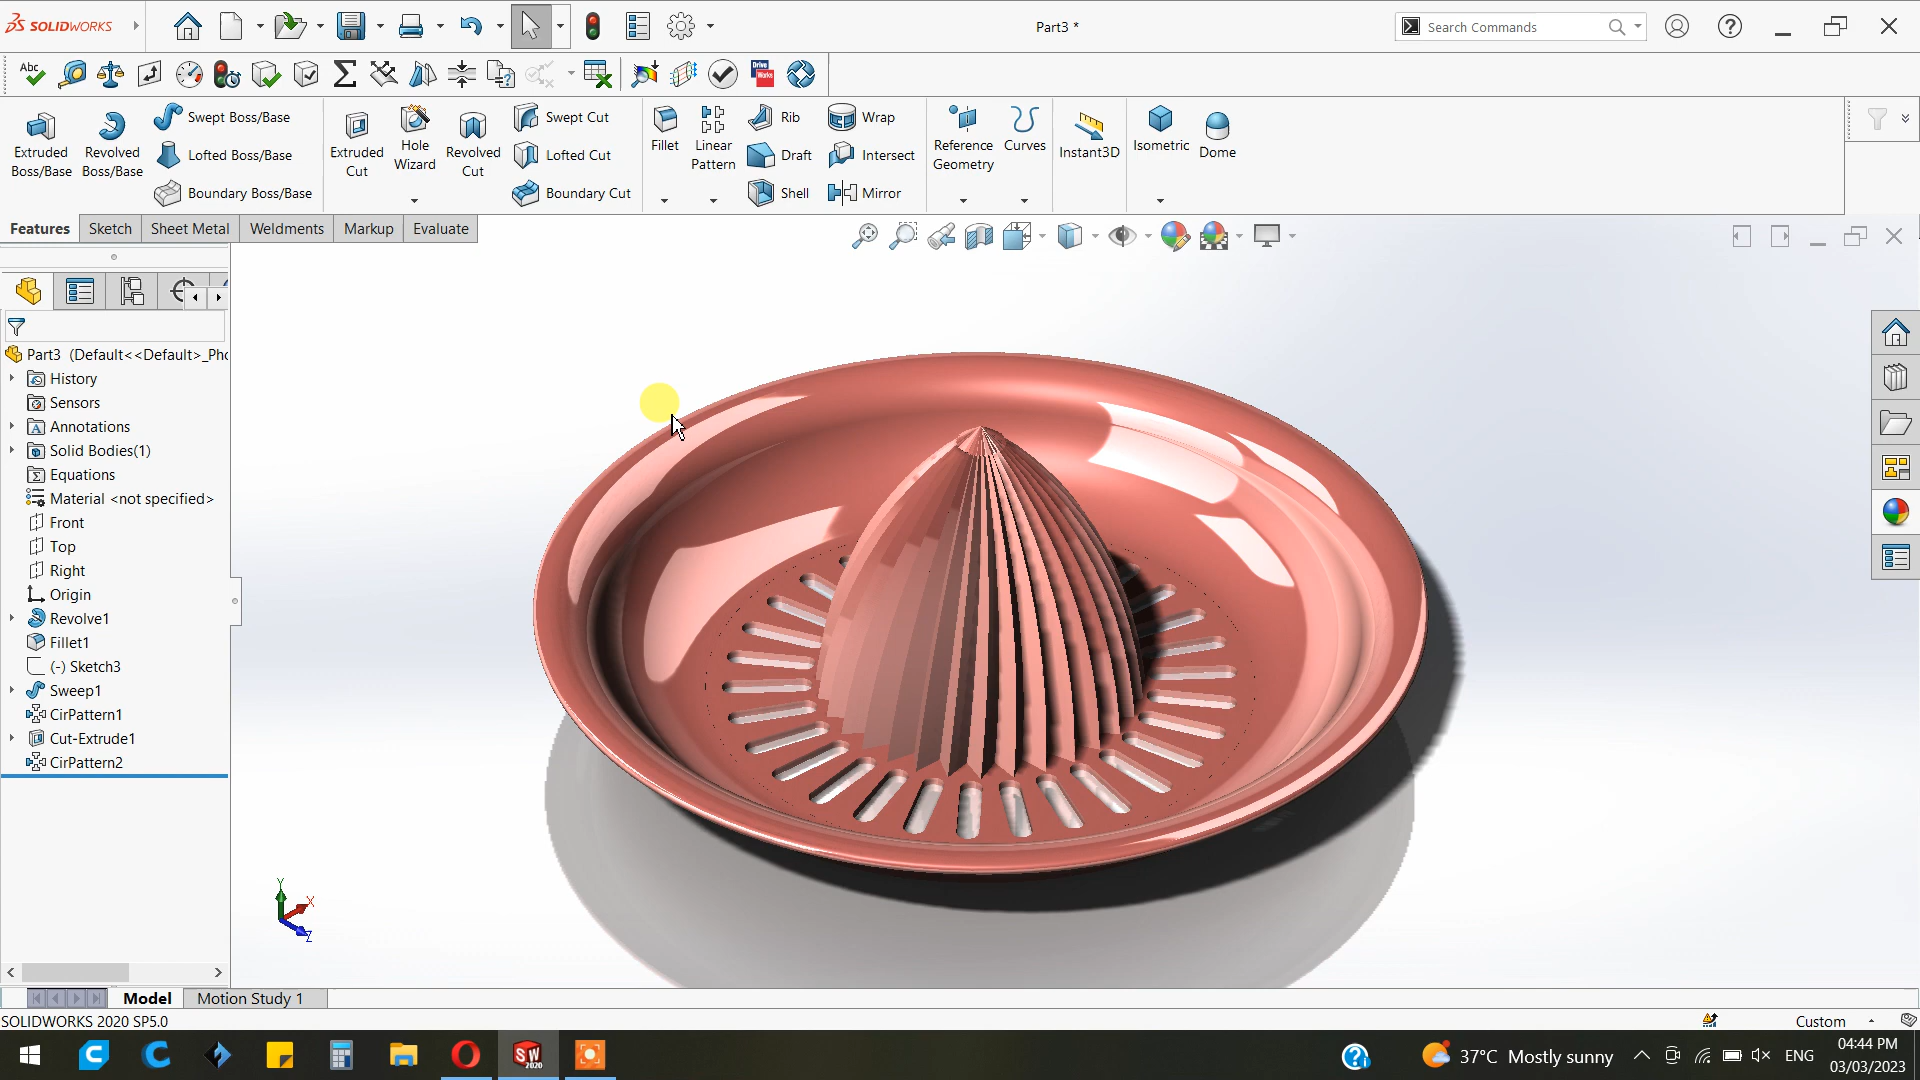 SOLIDWORKS
Part3 *
Search Commands
Abc
Drive
Works
Extruded
Boss/Base
Revolved
Boss/Base
Swept Boss/Base
Lofted Boss/Base
Boundary Boss/Base
Extruded
Cut
Hole
Wizard
Revolved
Cut
Swept Cut
Lofted Cut
Boundary Cut
Fillet
Linear
Pattern
Rib
Draft
Shell
Wrap
Intersect
Mirror
Reference
Geometry
Curves
Instant3D
Isometric
Dome
Features
Sketch
Sheet Metal
Weldments
Markup
Evaluate
Part3 (Default<<Default>_Pho
History
Sensors
Annotations
Solid Bodies(1)
Equations
Material <not specified>
Front
Top
Right
Origin
Revolve1
Fillet1
(-) Sketch3
Sweep1
CirPattern1
Cut-Extrude1
CirPattern2
Y
X
Z
Model
Motion Study 1
SOLIDWORKS 2020 SP5.0
Custom
SW
2020
37°C Mostly sunny
ENG
04:44 PM
03/03/2023